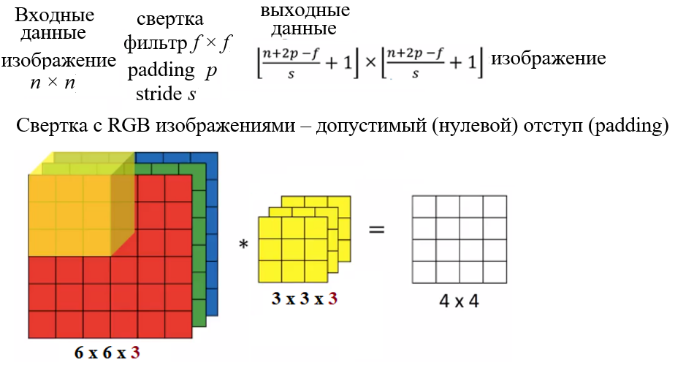 Входные данные
изображение
n × n
свертка
фильтр f × f
padding p
stride s
выходные данные
⌊(n+2p−f)/s + 1⌋ × ⌊(n+2p−f)/s + 1⌋ изображение
Свертка с RGB изображениями – допустимый (нулевой) отступ (padding)
* =
6 x 6 x 3
3 x 3 x 3
4 x 4